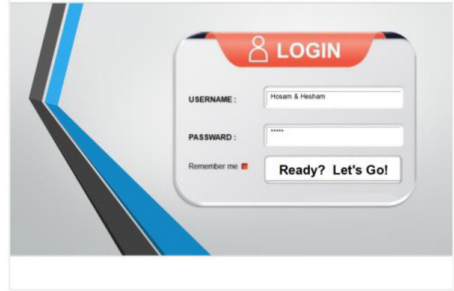 LOGIN
USERNAME :
Hosam & Hesham
PASSWARD :
*****
Remember me
Ready? Let's Go!